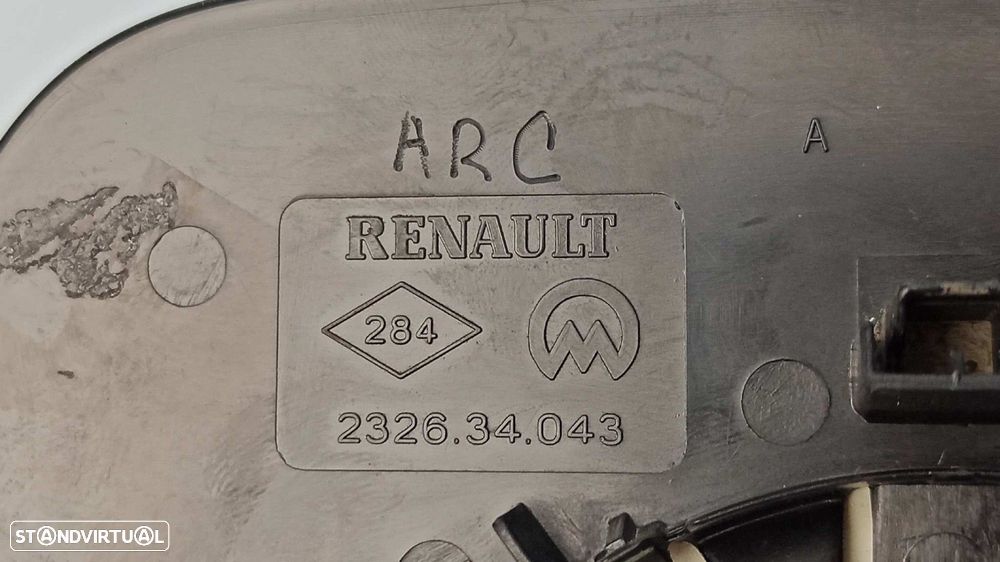 ARC
A
RENAULT
284
M
2326.34.043
STANDVIRTUAL